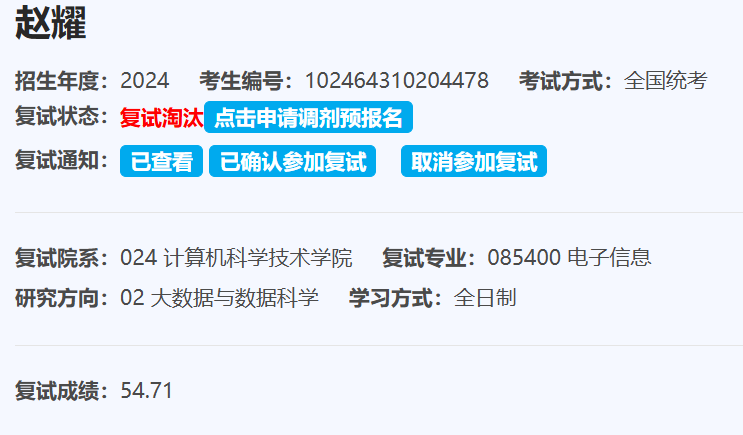 赵耀
招生年度：2024 考生编号：102464310204478 考试方式：全国统考
复试状态：复试淘汰 点击申请调剂预报名
复试通知：已查看 已确认参加复试 取消参加复试
复试院系：024 计算机科学技术学院 复试专业：085400 电子信息
研究方向：02 大数据与数据科学 学习方式：全日制
复试成绩：54.71